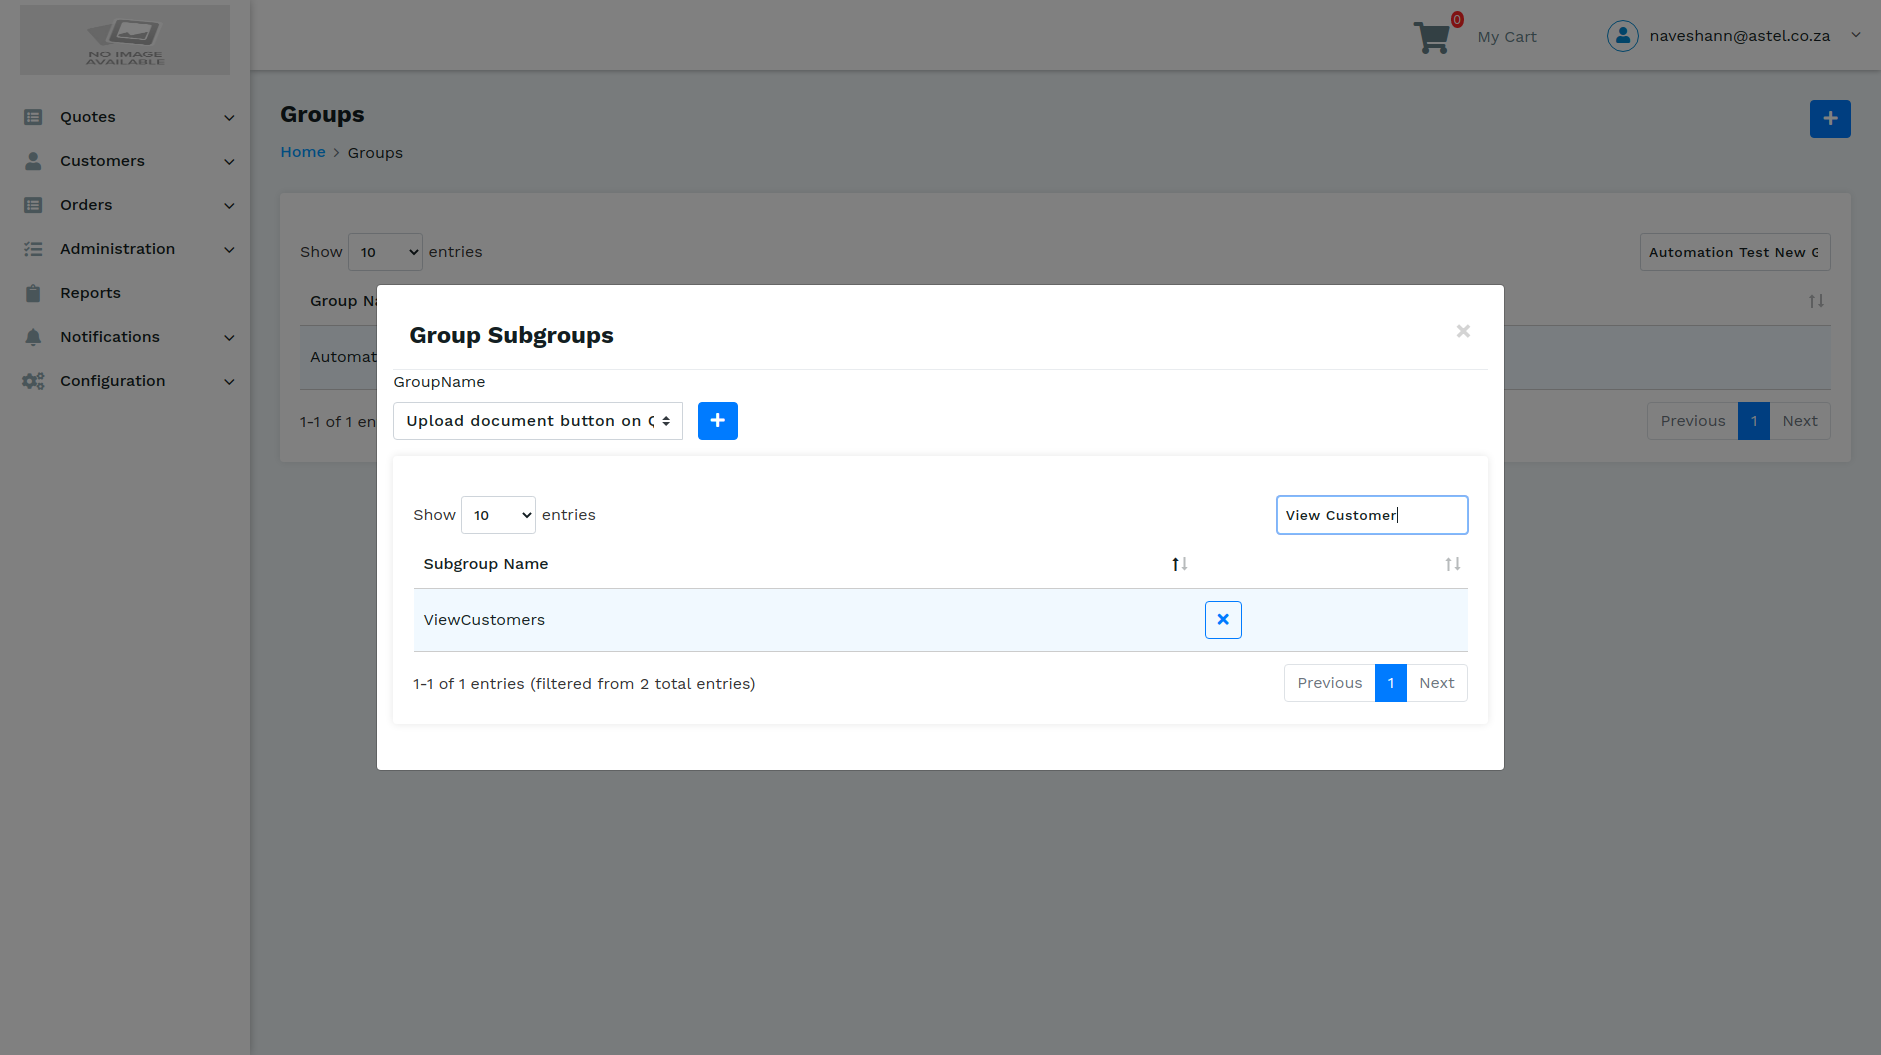 NO IMAGE
AVAILABLE
0
My Cart
naveshann@astel.co.za
Quotes
Customers
Orders
Administration
Reports
Notifications
Configuration
Groups
Home > Groups
Show 10 entries
Automation Test New G
Group Na
Automat
1-1 of 1 en
Previous 1 Next
Group Subgroups
×
GroupName
Upload document button on Q
Show 10 entries
View Customer
Subgroup Name
ViewCustomers
1-1 of 1 entries (filtered from 2 total entries)
Previous 1 Next